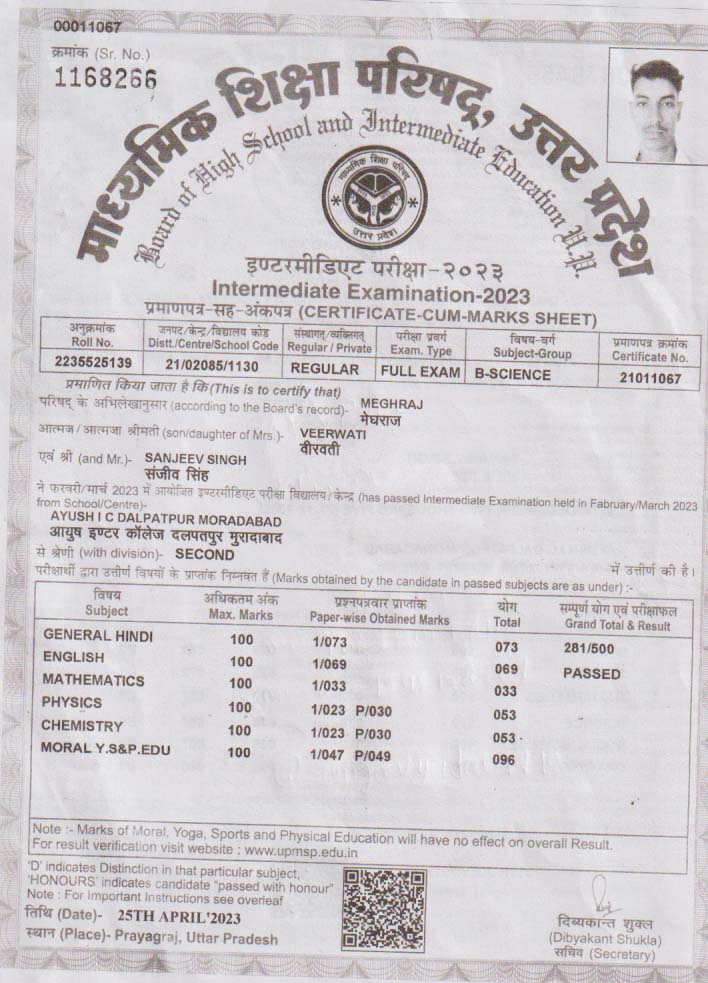 00011067
क्रमांक (Sr. No.)
1168266
माध्यमिक शिक्षा परिषद्, उत्तर प्रदेश
Board of High School and Intermediate Education U.P.
माध्यमिक शिक्षा परिषद्
उत्तर प्रदेश
इण्टरमीडिएट परीक्षा-२०२३
Intermediate Examination-2023
प्रमाणपत्र-सह-अंकपत्र (CERTIFICATE-CUM-MARKS SHEET)
अनुक्रमांक जनपद/केन्द्र/विद्यालय कोड संस्थागत/व्यक्तिगत् परीक्षा प्रवर्ग विषय-वर्ग प्रमाणपत्र क्रमांक
Roll No. Distt./Centre/School Code Regular / Private Exam. Type Subject-Group Certificate No.
2235525139 21/02085/1130 REGULAR FULL EXAM B-SCIENCE 21011067
प्रमाणित किया जाता है कि (This is to certify that)
परिषद् के अभिलेखानुसार (according to the Board's record)- MEGHRAJ
मेघराज
आत्मज/आत्मजा श्रीमती (son/daughter of Mrs.)- VEERWATI
वीरवती
एवं श्री (and Mr.)- SANJEEV SINGH
संजीव सिंह
ने फरवरी/मार्च 2023 में आयोजित इण्टरमीडिएट परीक्षा विद्यालय/केन्द्र (has passed Intermediate Examination held in Fabruary/March 2023
from School/Centre)-
AYUSH I C DALPATPUR MORADABAD
आयुष इण्टर कॉलेज दलपतपुर मुरादाबाद
से श्रेणी (with division)- SECOND में उत्तीर्ण की है।
परीक्षार्थी द्वारा उत्तीर्ण विषयों के प्राप्तांक निम्नवत हैं (Marks obtained by the candidate in passed subjects are as under) :-
विषय अधिकतम अंक प्रश्नपत्रवार प्राप्तांक योग सम्पूर्ण योग एवं परीक्षाफल
Subject Max. Marks Paper-wise Obtained Marks Total Grand Total & Result
GENERAL HINDI 100 1/073 073 281/500
ENGLISH 100 1/069 069 PASSED
MATHEMATICS 100 1/033 033
PHYSICS 100 1/023 P/030 053
CHEMISTRY 100 1/023 P/030 053
MORAL Y.S&P.EDU 100 1/047 P/049 096
Note :- Marks of Moral, Yoga, Sports and Physical Education will have no effect on overall Result.
For result verification visit website : www.upmsp.edu.in
'D' indicates Distinction in that particular subject,
'HONOURS' indicates candidate "passed with honour"
Note : For Important Instructions see overleaf
तिथि (Date)- 25TH APRIL'2023
स्थान (Place)- Prayagraj, Uttar Pradesh
दिब्यकान्त शुक्ल
(Dibyakant Shukla)
सचिव (Secretary)